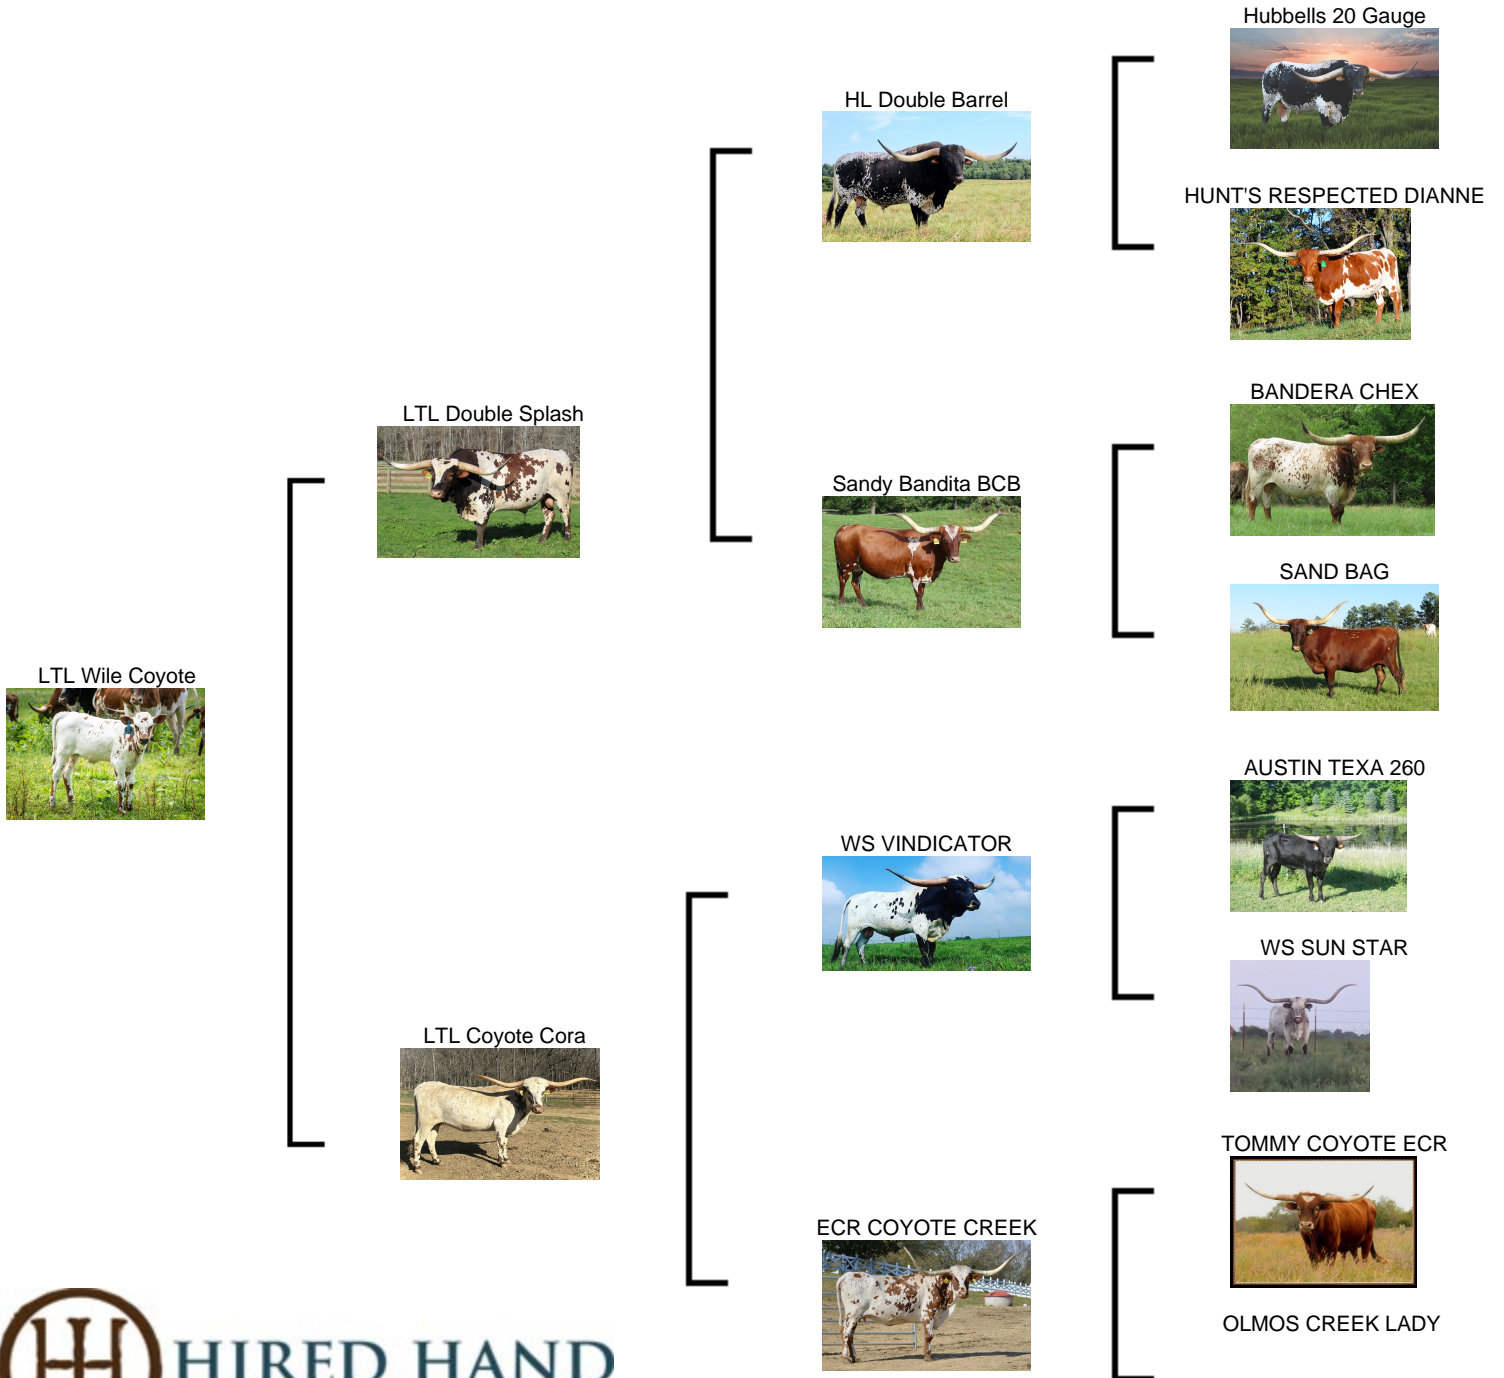 Hubbells 20 Gauge
HL Double Barrel
HUNT'S RESPECTED DIANNE
LTL Double Splash
BANDERA CHEX
Sandy Bandita BCB
SAND BAG
LTL Wile Coyote
AUSTIN TEXA 260
WS VINDICATOR
WS SUN STAR
LTL Coyote Cora
TOMMY COYOTE ECR
ECR COYOTE CREEK
OLMOS CREEK LADY
HIRED HAND